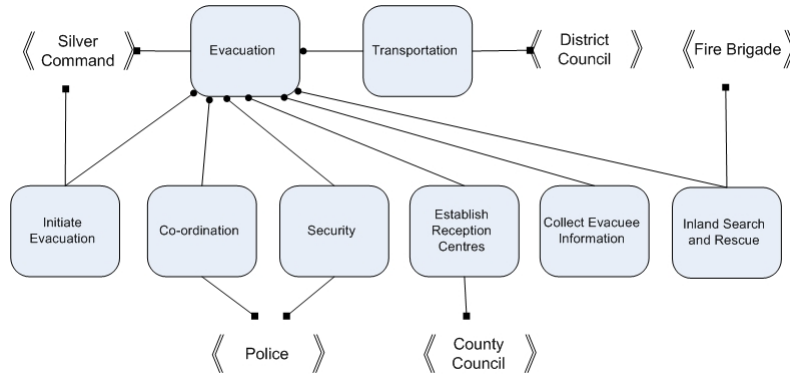 Silver
Command
Evacuation
Transportation
District
Council
Fire Brigade
Initiate
Evacuation
Co-ordination
Security
Establish
Reception
Centres
Collect Evacuee
Information
Inland Search
and Rescue
Police
County
Council